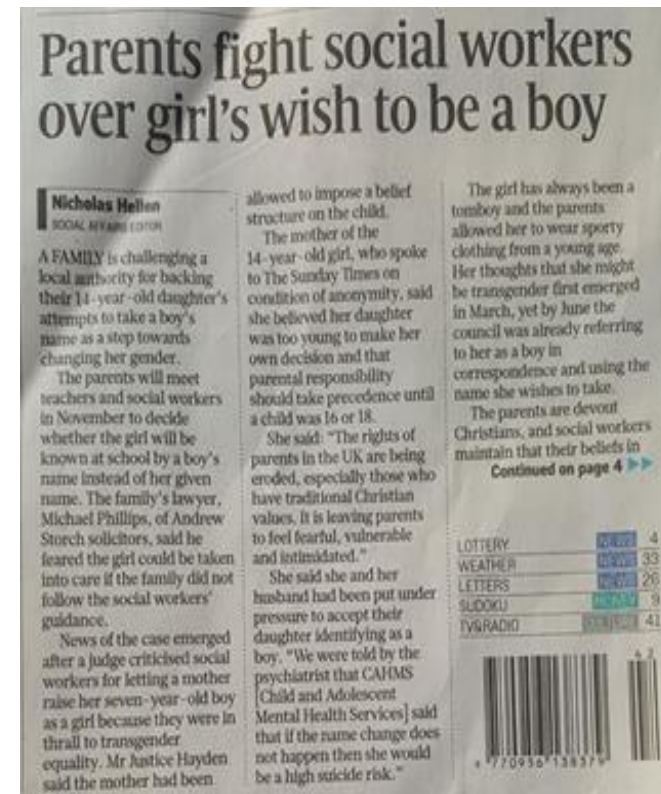 Parents fight social workers
over girl's wish to be a boy
Nicholas Hellen
SOCIAL AFFAIRS EDITOR
A FAMILY is challenging a
local authority for backing
their 14-year-old daughter's
attempts to take a boy's
name as a step towards
changing her gender.
The parents will meet
teachers and social workers
in November to decide
whether the girl will be
known at school by a boy's
name instead of her given
name. The family's lawyer,
Michael Phillips, of Andrew
Storch solicitors, said he
feared the girl could be taken
into care if the family did not
follow the social workers'
guidance.
News of the case emerged
after a judge criticised social
workers for letting a mother
raise her seven-year-old boy
as a girl because they were in
thrall to transgender
equality. Mr Justice Hayden
said the mother had been
allowed to impose a belief
structure on the child.
The mother of the
14-year-old girl, who spoke
to The Sunday Times on
condition of anonymity, said
she believed her daughter
was too young to make her
own decision and that
parental responsibility
should take precedence until
a child was 16 or 18.
She said: "The rights of
parents in the UK are being
eroded, especially those who
have traditional Christian
values. It is leaving parents
to feel fearful, vulnerable
and intimidated."
She said she and her
husband had been put under
pressure to accept their
daughter identifying as a
boy. "We were told by the
psychiatrist that CAHMS
[Child and Adolescent
Mental Health Services] said
that if the name change does
not happen then she would
be a high suicide risk."
The girl has always been a
tomboy and the parents
allowed her to wear sporty
clothing from a young age.
Her thoughts that she might
be transgender first emerged
in March, yet by June the
council was already referring
to her as a boy in
correspondence and using the
name she wishes to take.
The parents are devout
Christians, and social workers
maintain that their beliefs in
Continued on page 4
LOTTERY NEWS 4
WEATHER NEWS 33
LETTERS NEWS 26
SUDOKU MONEY 9
TV&RADIO CULTURE 41
4 2
9 770956 138379